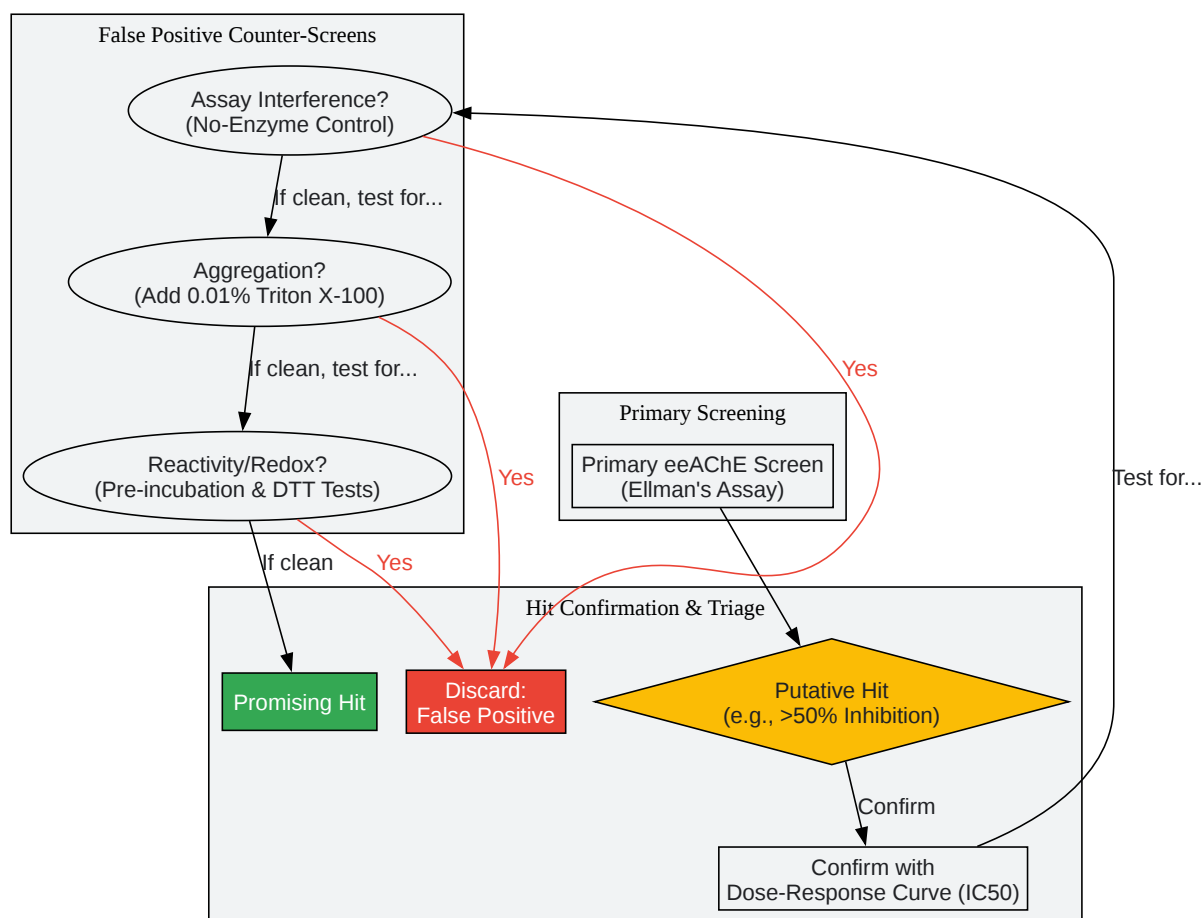 False Positive Counter-Screens
Assay Interference?
(No-Enzyme Control)
If clean, test for...
Aggregation?
(Add 0.01% Triton X-100)
If clean, test for...
Yes
Reactivity/Redox?
(Pre-incubation & DTT Tests)
Yes
Primary Screening
Primary eeAChE Screen
(Ellman's Assay)
Test for...
If clean
Yes
Hit Confirmation & Triage
Promising Hit
Discard:
False Positive
Putative Hit
(e.g., >50% Inhibition)
Confirm
Confirm with
Dose-Response Curve (IC50)